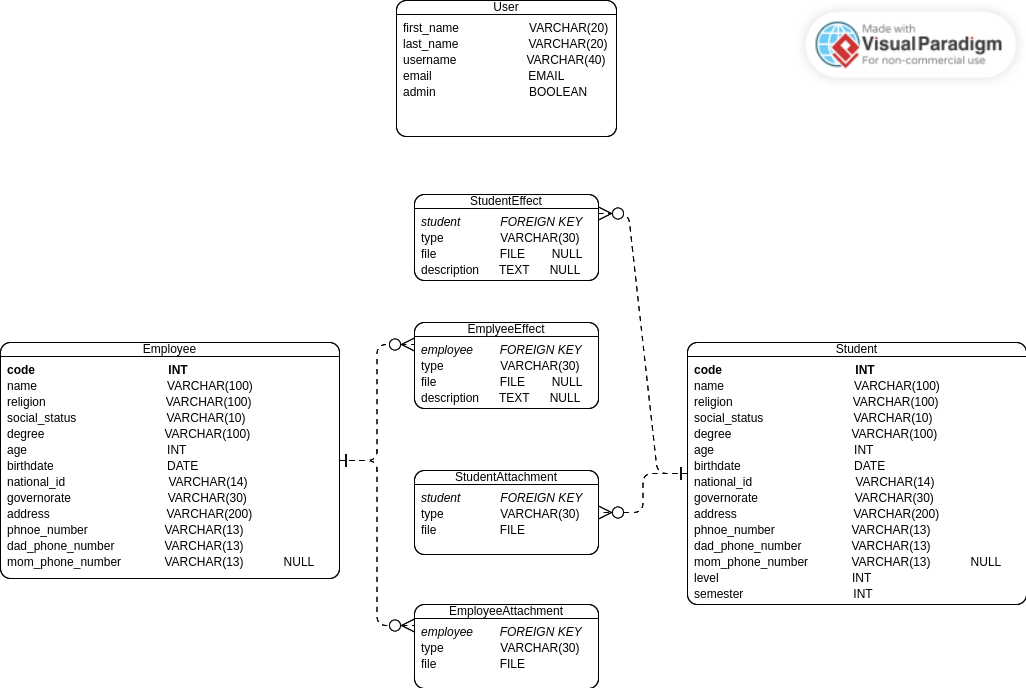 User
first_name VARCHAR(20)
last_name VARCHAR(20)
username VARCHAR(40)
email EMAIL
admin BOOLEAN
Made with
Visual Paradigm
For non-commercial use
StudentEffect
student FOREIGN KEY
type VARCHAR(30)
file FILE NULL
description TEXT NULL
EmplyeeEffect
employee FOREIGN KEY
type VARCHAR(30)
file FILE NULL
description TEXT NULL
Employee
code INT
name VARCHAR(100)
religion VARCHAR(100)
social_status VARCHAR(10)
degree VARCHAR(100)
age INT
birthdate DATE
national_id VARCHAR(14)
governorate VARCHAR(30)
address VARCHAR(200)
phnoe_number VARCHAR(13)
dad_phone_number VARCHAR(13)
mom_phone_number VARCHAR(13) NULL
Student
code INT
name VARCHAR(100)
religion VARCHAR(100)
social_status VARCHAR(10)
degree VARCHAR(100)
age INT
birthdate DATE
national_id VARCHAR(14)
governorate VARCHAR(30)
address VARCHAR(200)
phnoe_number VARCHAR(13)
dad_phone_number VARCHAR(13)
mom_phone_number VARCHAR(13) NULL
level INT
semester INT
StudentAttachment
student FOREIGN KEY
type VARCHAR(30)
file FILE
EmployeeAttachment
employee FOREIGN KEY
type VARCHAR(30)
file FILE